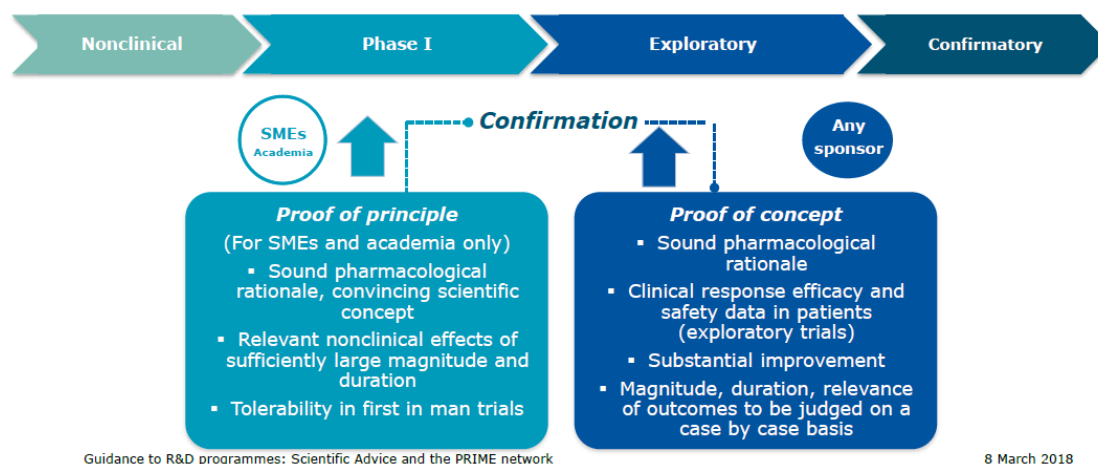 Nonclinical
Phase I
Exploratory
Confirmatory
SMEs
Academia
Confirmation
Any
sponsor
Proof of principle
(For SMEs and academia only)
▪ Sound pharmacological
rationale, convincing scientific
concept
▪ Relevant nonclinical effects of
sufficiently large magnitude and
duration
▪ Tolerability in first in man trials
Proof of concept
▪ Sound pharmacological
rationale
▪ Clinical response efficacy and
safety data in patients
(exploratory trials)
▪ Substantial improvement
▪ Magnitude, duration, relevance
of outcomes to be judged on a
case by case basis
Guidance to R&D programmes: Scientific Advice and the PRIME network
8 March 2018